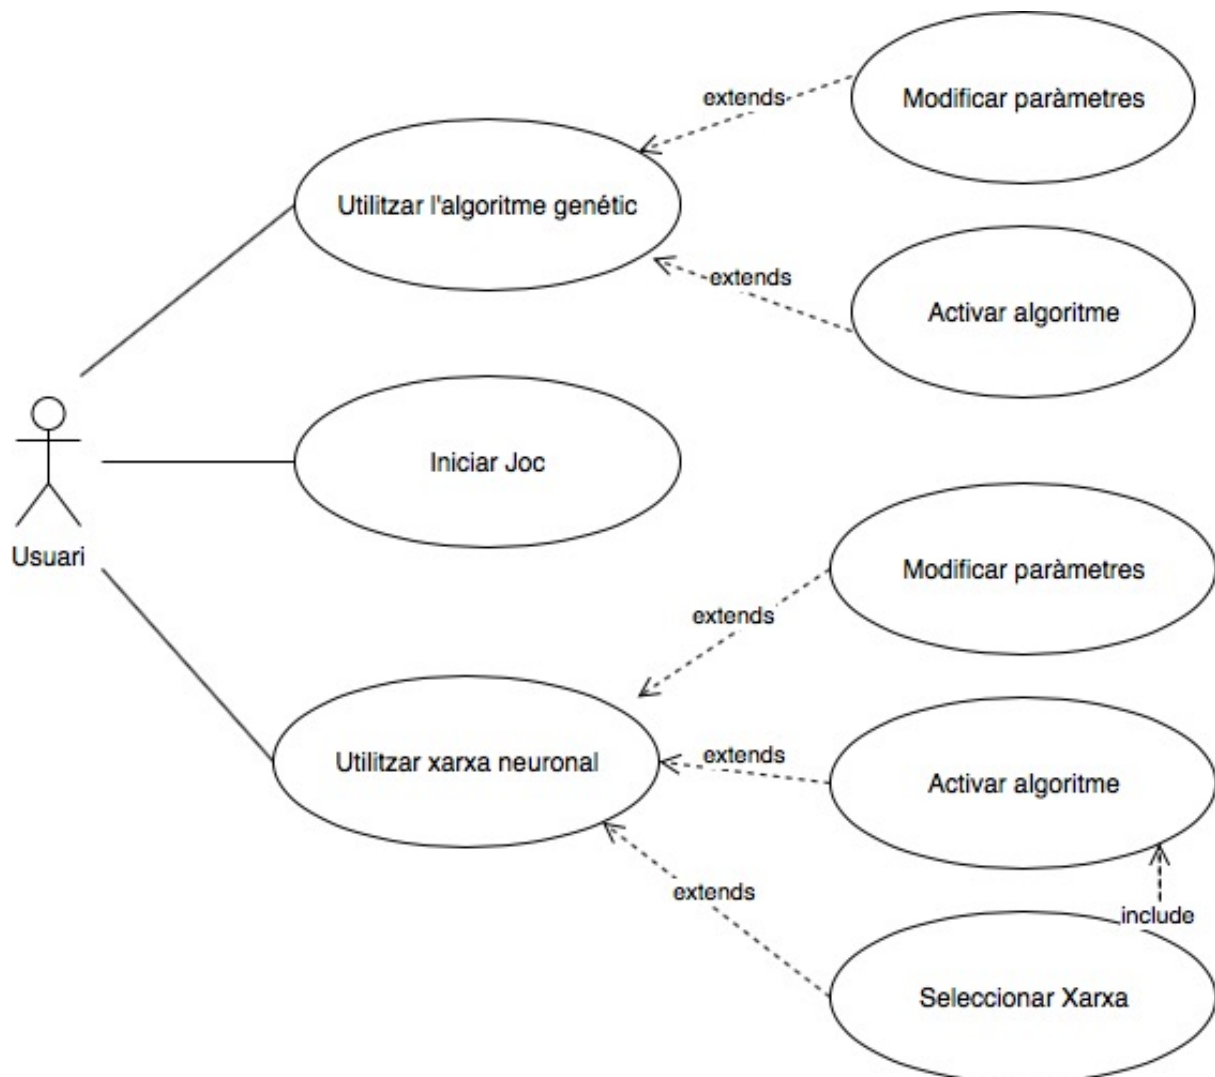 Modificar paràmetres
extends
Utilitzar l'algoritme genétic
extends
Activar algoritme
Iniciar Joc
Usuari
Modificar paràmetres
extends
Utilitzar xarxa neuronal
extends
Activar algoritme
extends
include
Seleccionar Xarxa